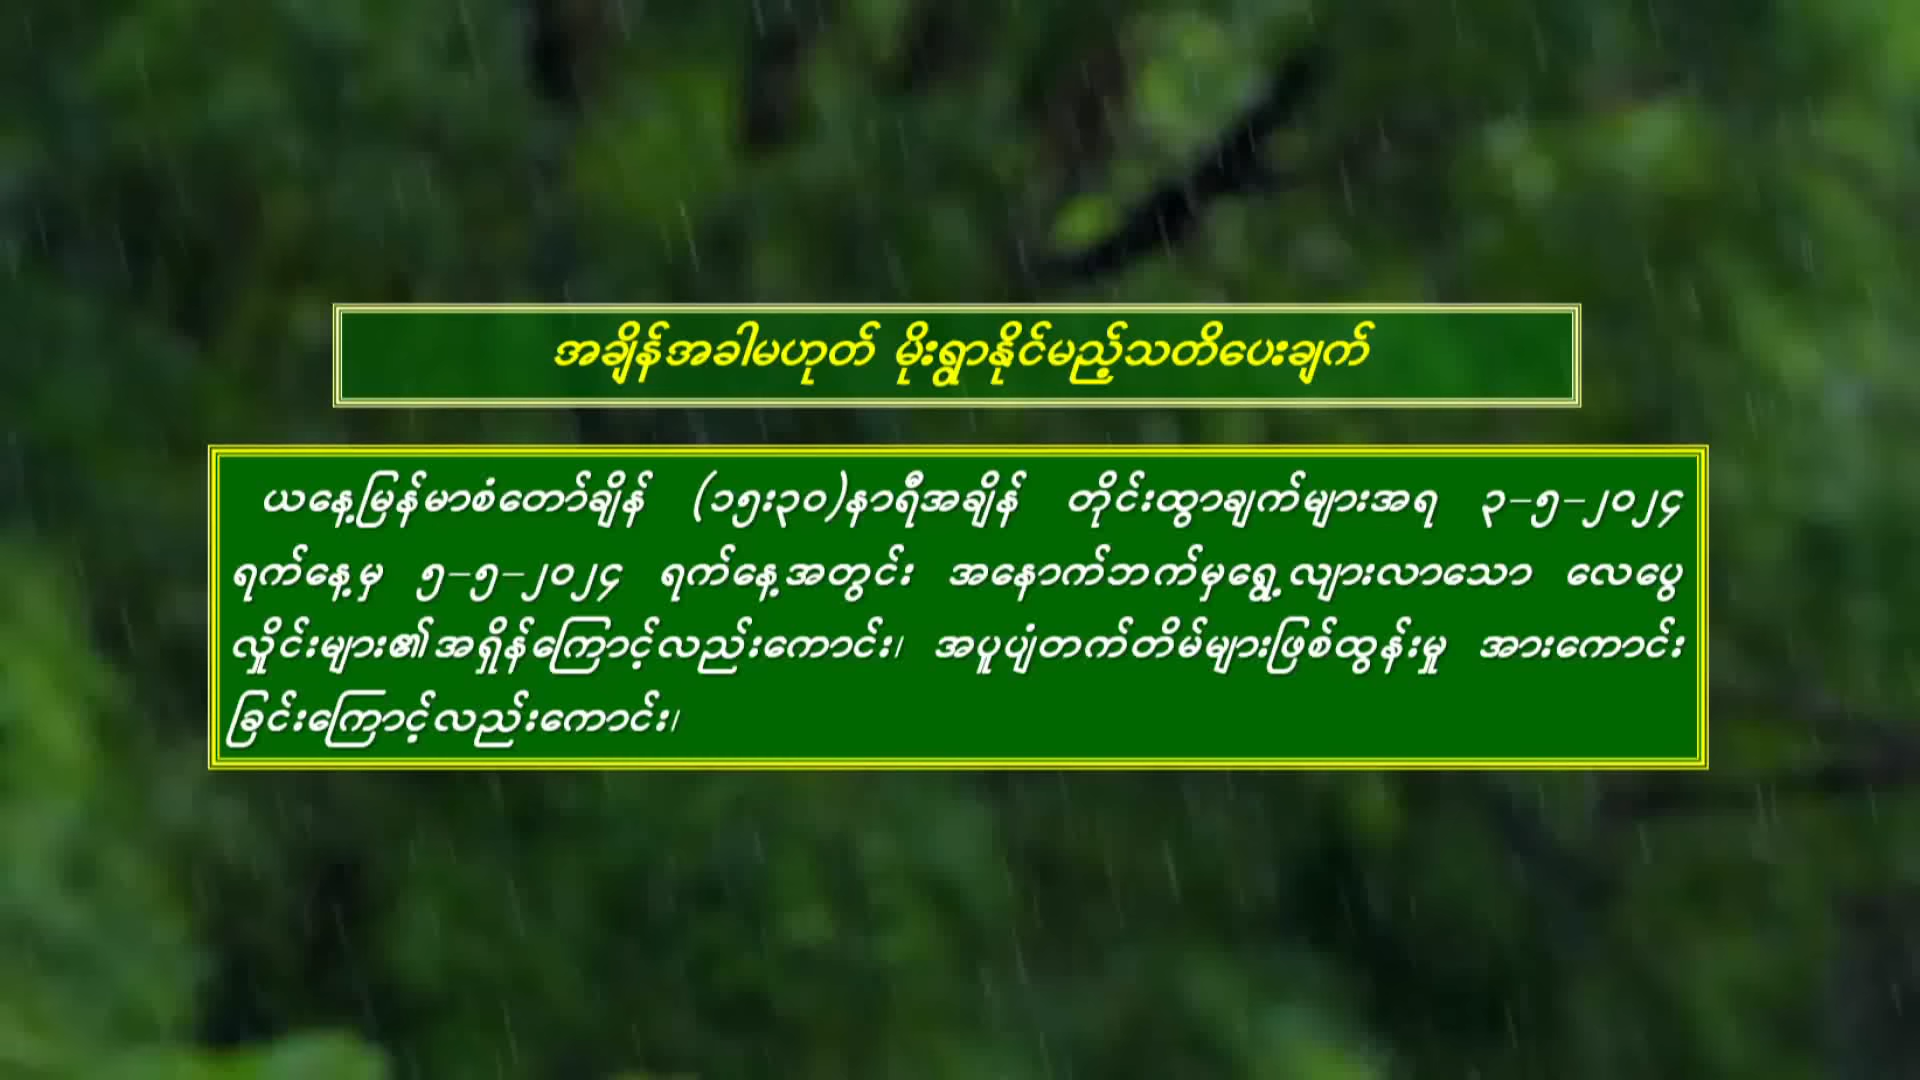 အချိန်အခါမဟုတ် မိုးရွာနိုင်မည့်သတိပေးချက်
ယနေ့မြန်မာစံတော်ချိန် (၁၅း၃၀)နာရီအချိန် တိုင်းထွာချက်များအရ ၃-၅-၂၀၂၄
ရက်နေ့မှ ၅-၅-၂၀၂၄ ရက်နေ့အတွင်း အနောက်ဘက်မှရွေ့လျားလာသော လေပွေ
လှိုင်းများ၏အရှိန်ကြောင့်လည်းကောင်း၊ အပူပျံတက်တိမ်များဖြစ်ထွန်းမှု အားကောင်း
ခြင်းကြောင့်လည်းကောင်း၊